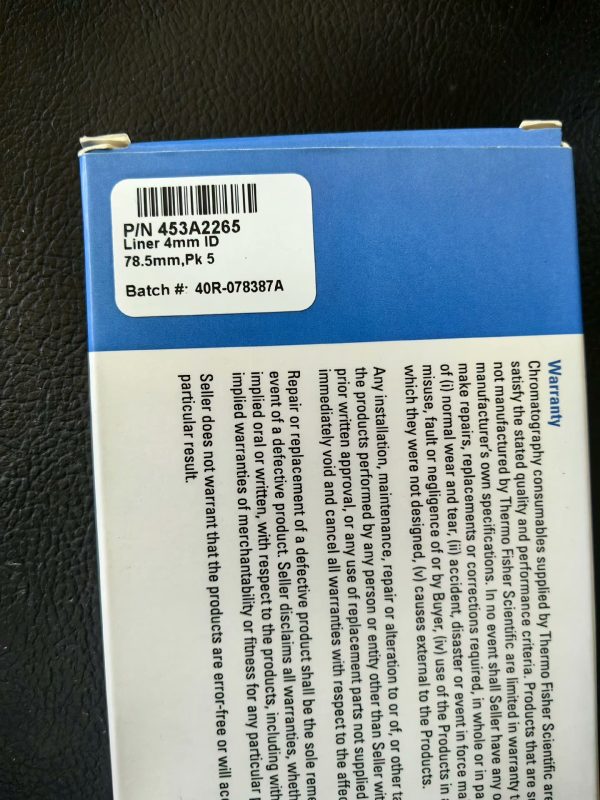 P/N 453A2265
Liner 4mm ID
78.5mm,Pk 5
Batch #: 40R-078387A
Warranty
Chromatography consumables supplied by Thermo Fisher Scientific are
satisfy the stated quality and performance criteria. Products that are
not manufactured by Thermo Fisher Scientific are limited in warranty
manufacturer's own specifications. In no event shall Seller have any
make repairs, replacements or corrections required, in whole or in
of (i) normal wear and tear, (ii) accident, disaster or event in force
misuse, fault or negligence of or by Buyer, (iv) use of the Products in
which they were not designed, (v) causes external to the Products.
Any installation, maintenance, repair or alteration to or of, or other
the products performed by any person or entity other than Seller
prior written approval, or any use of replacement parts not supplied
immediately void and cancel all warranties with respect to the
Repair or replacement of a defective product shall be the sole
event of a defective product. Seller disclaims all warranties,
implied oral or written, with respect to the products, including
implied warranties of merchantability or fitness for any particular
Seller does not warrant that the products are error-free or will
particular result.